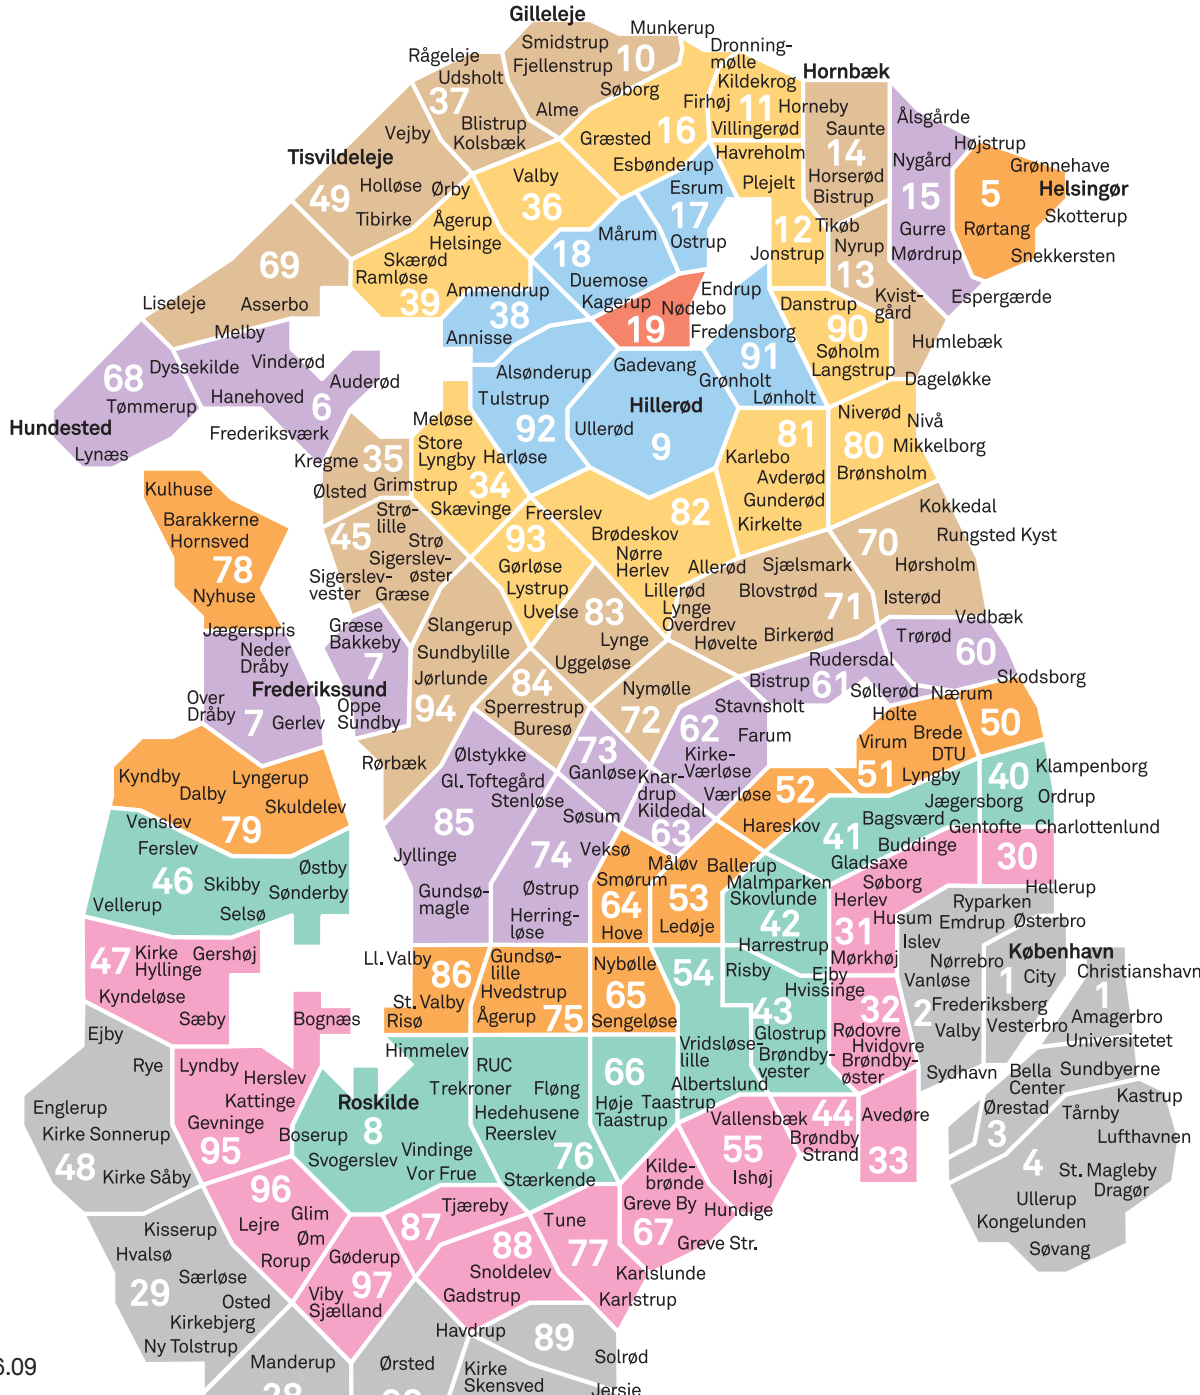 Gilleleje
Smidstrup
Munkerup
Fjellenstrup
10
Dronning-
mølle
Rågeleje
Udsholt
Søborg
Kildekrog
Hornbæk
37
Alme
Firhøj
11
Horneby
Blistrup
Kolsbæk
Græsted
16
Villingerød
Saunte
Ålsgårde
Vejby
Esbønderup
Havreholm
14
Højstrup
Tisvildeleje
Holløse
Ørby
Valby
Esrum
Plejelt
Horserød
Bistrup
Nygård
Grønnehave
49
Tibirke
Ågerup
36
17
15
5
Helsingør
Helsinge
Mårum
Ostrup
12
Tikøb
Gurre
Rørtang
Skotterup
69
Skærød
18
Jonstrup
Nyrup
Mørdrup
Snekkersten
Ramløse
Duemose
13
Liseleje
Asserbo
39
Ammendrup
Kagerup
Nødebo
Endrup
Danstrup
Kvist-
gård
Espergærde
Melby
38
19
Fredensborg
90
Annisse
91
Søholm
Langstrup
Humlebæk
68
Dyssekilde
Vinderød
Auderød
Alsønderup
Gadevang
Grønholt
Dageløkke
Tømmerup
Hanehoved
6
Tulstrup
Hillerød
Lønholt
Hundested
Frederiksværk
Meløse
92
Ullerød
9
81
Niverød
Nivå
Lynæs
Kregme
35
Store
Lyngby
Harløse
Karlebo
80
Mikkelborg
Kulhuse
Ølsted
Grimstrup
34
Avderød
Brønsholm
Skævinge
Gunderød
Barakkerne
Strø-
lille
Freerslev
82
Kirkelte
Kokkedal
Hornsved
45
Strø
93
Brødeskov
70
Rungsted Kyst
78
Sigerslev-
øster
Gørløse
Nørre
Herlev
Allerød
Sjælsmark
Hørsholm
Nyhuse
Sigerslev-
vester
Græse
Lystrup
Lillerød
Blovstrød
71
Isterød
Uvelse
83
Lynge
Overdrev
Vedbæk
Jægerspris
Græse
Bakkeby
Slangerup
Lynge
Høvelte
Birkerød
Trørød
Neder
Dråby
7
Sundbylille
Uggeløse
Rudersdal
60
Frederikssund
Jørlunde
84
Nymølle
Bistrup
61
Søllerød
Nærum
Skodsborg
Over
Dråby
7
Gerlev
Oppe
Sundby
94
Sperrestrup
Buresø
72
Stavnsholt
Holte
50
62
Farum
Brede
Rørbæk
Ølstykke
73
Kirke-
Værløse
Virum
DTU
Kyndby
Lyngerup
Gl. Toftegård
Ganløse
Knar-
drup
51
Lyngby
40
Klampenborg
Dalby
Skuldelev
Stenløse
Kildedal
Værløse
52
Jægersborg
Ordrup
Venslev
79
85
Søsum
63
Hareskov
Bagsværd
Gentofte
Charlottenlund
Ferslev
41
Buddinge
46
Skibby
Østby
Jyllinge
74
Veksø
Måløv
Ballerup
Gladsaxe
30
Sønderby
Smørum
Malmparken
Søborg
Hellerup
Vellerup
Selsø
Gundsø-
magle
Østrup
64
53
Skovlunde
Herlev
Ryparken
Herring-
løse
Hove
Ledøje
42
31
Husum
Emdrup
Østerbro
47
Kirke
Hyllinge
Gershøj
Harrestrup
Mørkhøj
Islev
København
Ll. Valby
86
Gundsø-
lille
Nybølle
54
Risby
Ejby
Nørrebro
1
City
Christianshavn
Kyndeløse
Hvedstrup
65
Hvissinge
Vanløse
1
St. Valby
Risø
Ågerup
75
Sengeløse
43
32
2
Frederiksberg
Amagerbro
Sæby
Bognæs
Glostrup
Rødovre
Valby
Vesterbro
Universitetet
Ejby
Himmelev
Vridsløse-
lille
Brøndby-
vester
Hvidovre
Rye
Lyndby
RUC
66
Brøndby-
øster
Sydhavn
Bella
Center
Sundbyerne
Herslev
Trekroner
Fløng
Albertslund
Kastrup
Englerup
Kattinge
Roskilde
Hedehusene
Høje
Taastrup
Taastrup
Vallensbæk
44
Avedøre
Ørestad
Tårnby
Kirke Sonnerup
Gevninge
Boserup
8
Reerslev
Brøndby
Strand
3
Lufthavnen
48
95
Svogerslev
Vindinge
76
55
33
4
St. Magleby
Kirke Såby
Vor Frue
Stærkende
Kilde-
brønde
Ishøj
Dragør
96
Glim
Tjæreby
Greve By
Hundige
Ullerup
Kisserup
Lejre
Øm
87
Tune
67
Kongelunden
Hvalsø
Rorup
Gøderup
88
77
Greve Str.
Søvang
Særløse
97
Snoldelev
Karlslunde
29
Osted
Viby
Sjælland
Gadstrup
Karlstrup
Kirkebjerg
Ny Tolstrup
Havdrup
89
Manderup
Ørsted
Kirke
Skensved
Solrød
6.09
Jersie